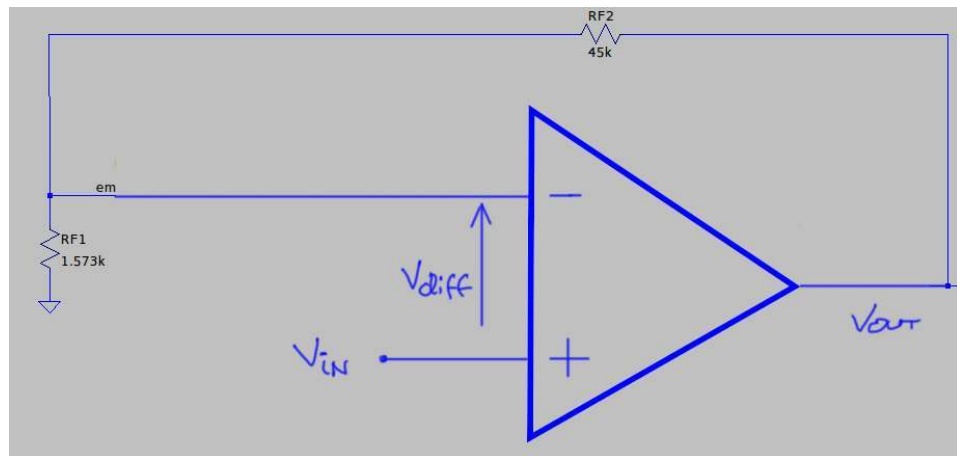 RF2
45k
em
−
RF1
1.573k
Vdiff
VIN
+
VOUT